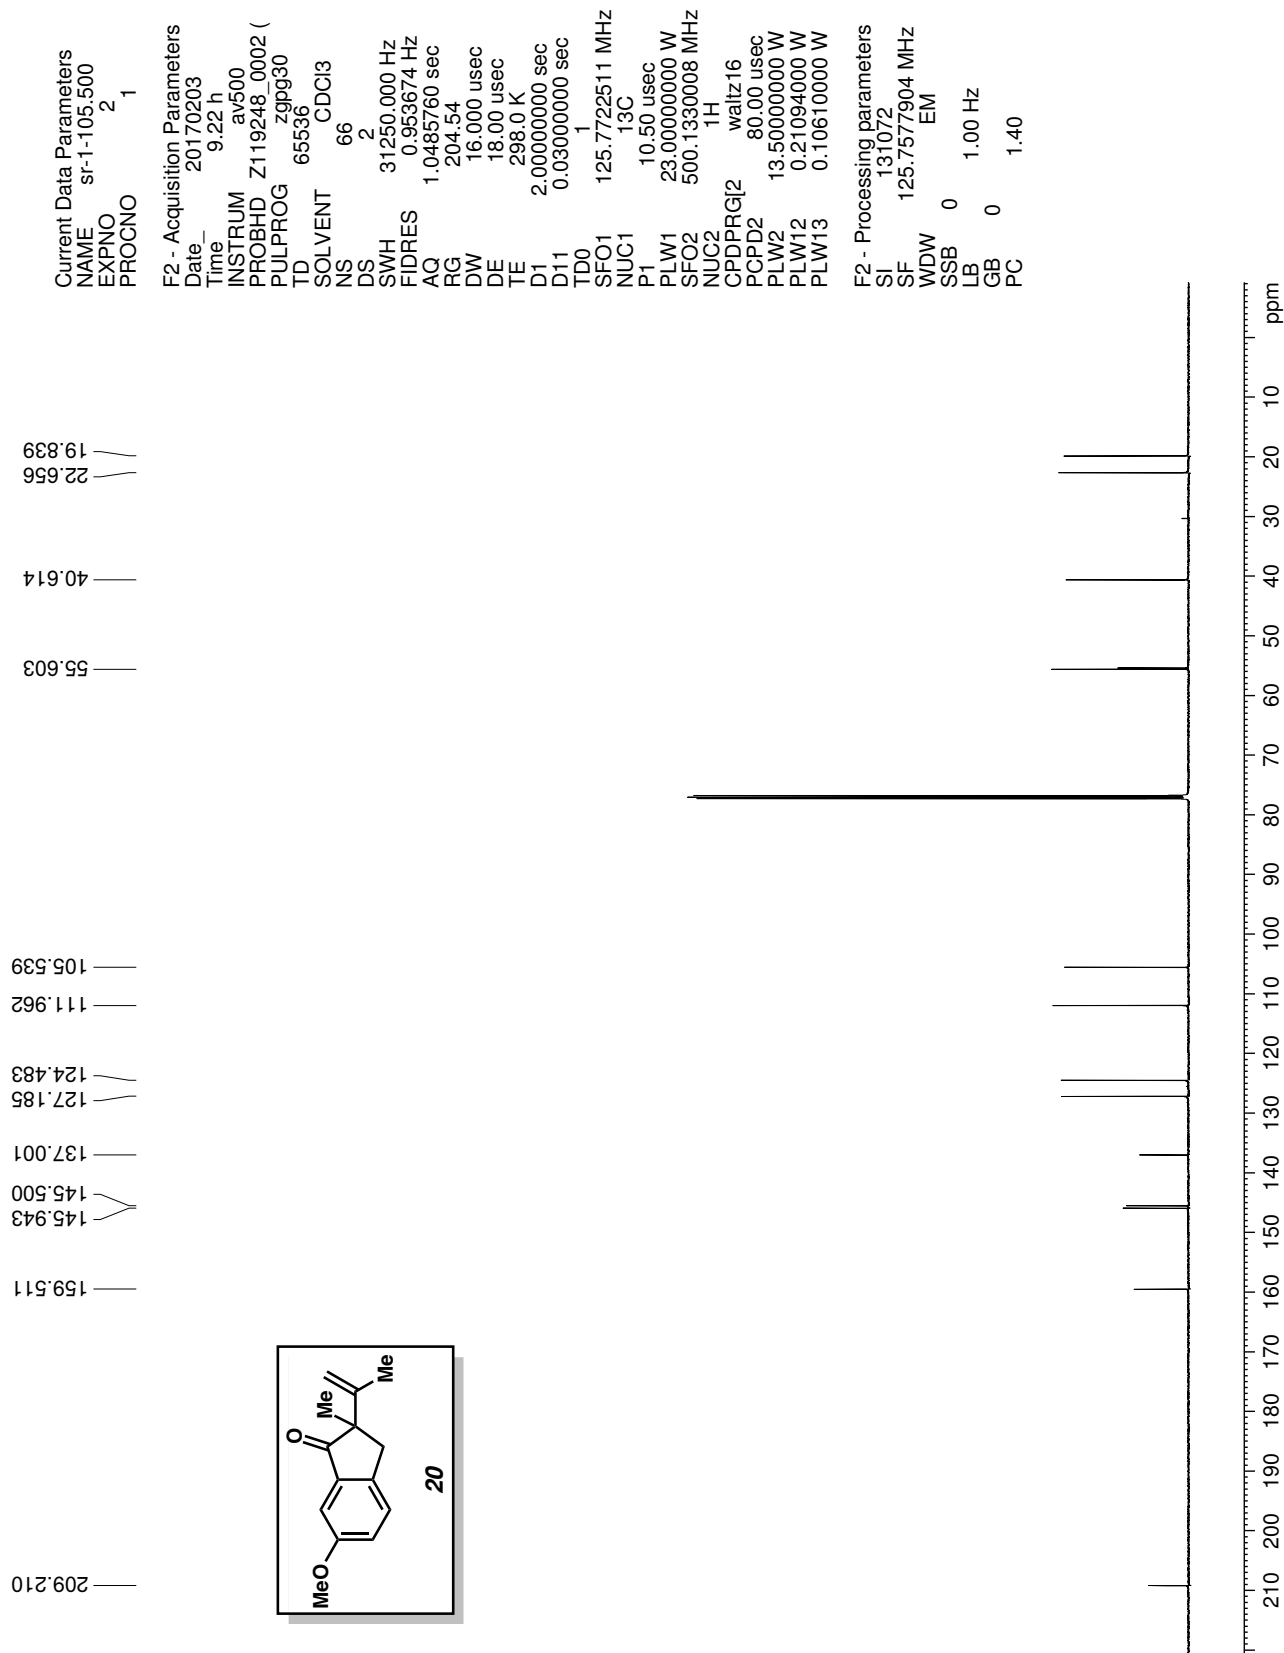 Current Data Parameters
NAME sr-1-105.500
EXPNO 2
PROCNO 1
F2 - Acquisition Parameters
Date_ 20170203
Time 9.22 h
INSTRUM av500
PROBHD Z119248_0002 (
PULPROG zgpg30
TD 65536
SOLVENT CDCl3
NS 66
DS 2
SWH 31250.000 Hz
FIDRES 0.953674 Hz
AQ 1.0485760 sec
RG 204.54
DW 16.000 usec
DE 18.00 usec
TE 298.0 K
D1 2.00000000 sec
D11 0.03000000 sec
TD0 1
SFO1 125.7722511 MHz
NUC1 13C
P1 10.50 usec
PLW1 23.00000000 W
SFO2 500.1330008 MHz
NUC2 1H
CPDPRG[2 waltz16
PCPD2 80.00 usec
PLW2 13.50000000 W
PLW12 0.21094000 W
PLW13 0.10610000 W
F2 - Processing parameters
SI 131072
SF 125.7577904 MHz
WDW EM
SSB 0
LB 1.00 Hz
GB 0
PC 1.40
209.210
159.511
145.943
145.500
137.001
127.185
124.483
111.962
105.539
55.603
40.614
22.656
19.839
MeO
O
Me
Me
20
210 200 190 180 170 160 150 140 130 120 110 100 90 80 70 60 50 40 30 20 10 ppm